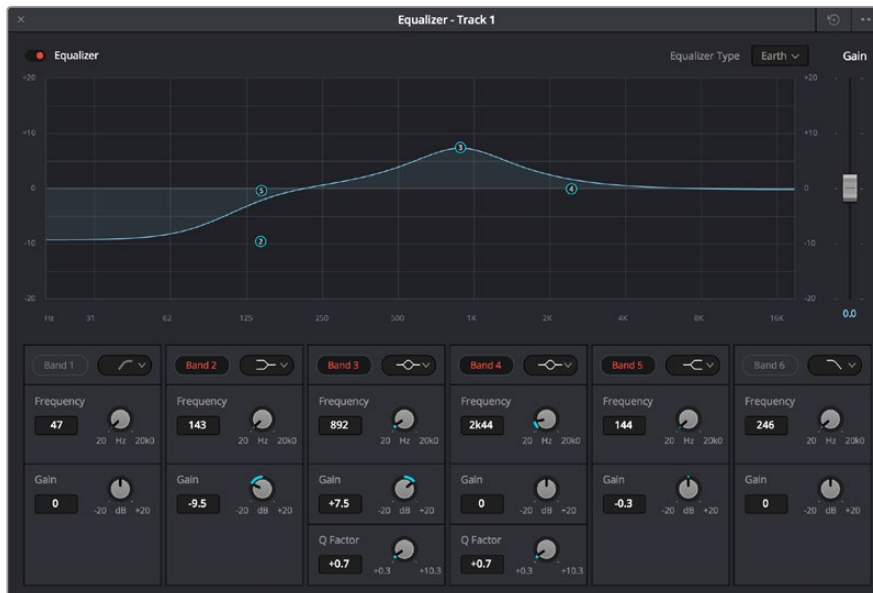 Equalizer - Track 1
Equalizer
Equalizer Type Earth Gain
+20 +20
+10 +10
0 0
-10 -10
-20 -20
3
5 4
2
Hz 31 62 125 250 500 1K 2K 4K 8K 16K
0.0
Band 1 Band 2 Band 3 Band 4 Band 5 Band 6
Frequency Frequency Frequency Frequency Frequency Frequency
47 143 892 2k44 144 246
20 Hz 20k0 20 Hz 20k0 20 Hz 20k0 20 Hz 20k0 20 Hz 20k0 20 Hz 20k0
Gain Gain Gain Gain Gain Gain
0 -9.5 +7.5 0 -0.3 0
-20 dB +20 -20 dB +20 -20 dB +20 -20 dB +20 -20 dB +20 -20 dB +20
Q Factor Q Factor
+0.7 +0.7
+0.3 +10.3 +0.3 +10.3